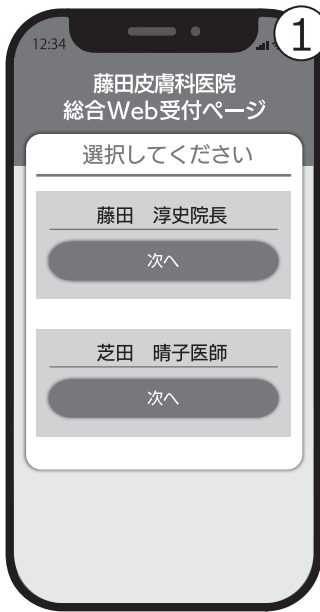 ①
12:34
藤田皮膚科医院
総合Web受付ページ
選択してください
藤田　淳史院長
次へ
芝田　晴子医師
次へ